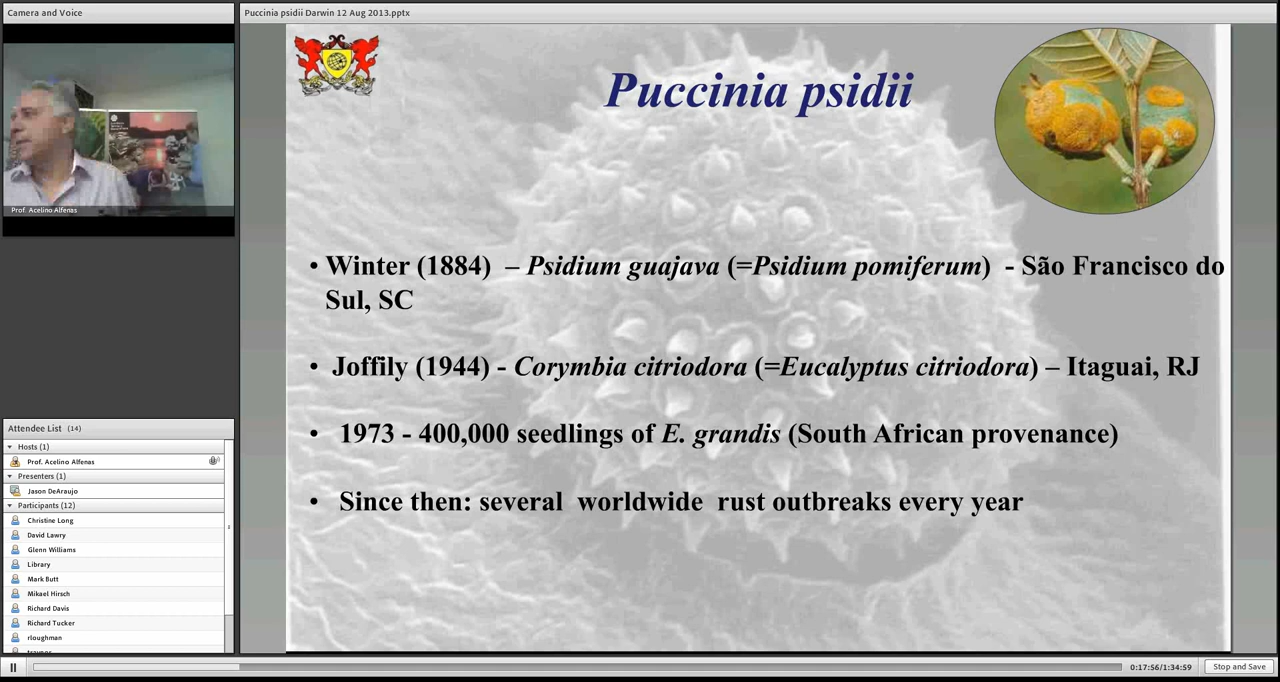 Camera and Voice
Prof. Acelino Alfenas
Attendee List (14)
Hosts (1)
Prof. Acelino Alfenas
Presenters (1)
Jason DeAraujo
Participants (12)
Christine Long
David Lawry
Glenn Williams
Library
Mark Butt
Mikael Hirsch
Richard Davis
Richard Tucker
rloughman
Puccinia psidii Darwin 12 Aug 2013.pptx
Puccinia psidii
• Winter (1884) – Psidium guajava (=Psidium pomiferum) - São Francisco do
Sul, SC
• Joffily (1944) - Corymbia citriodora (=Eucalyptus citriodora) – Itaguai, RJ
• 1973 - 400,000 seedlings of E. grandis (South African provenance)
• Since then: several worldwide rust outbreaks every year
0:17:56/1:34:59
Stop and Save